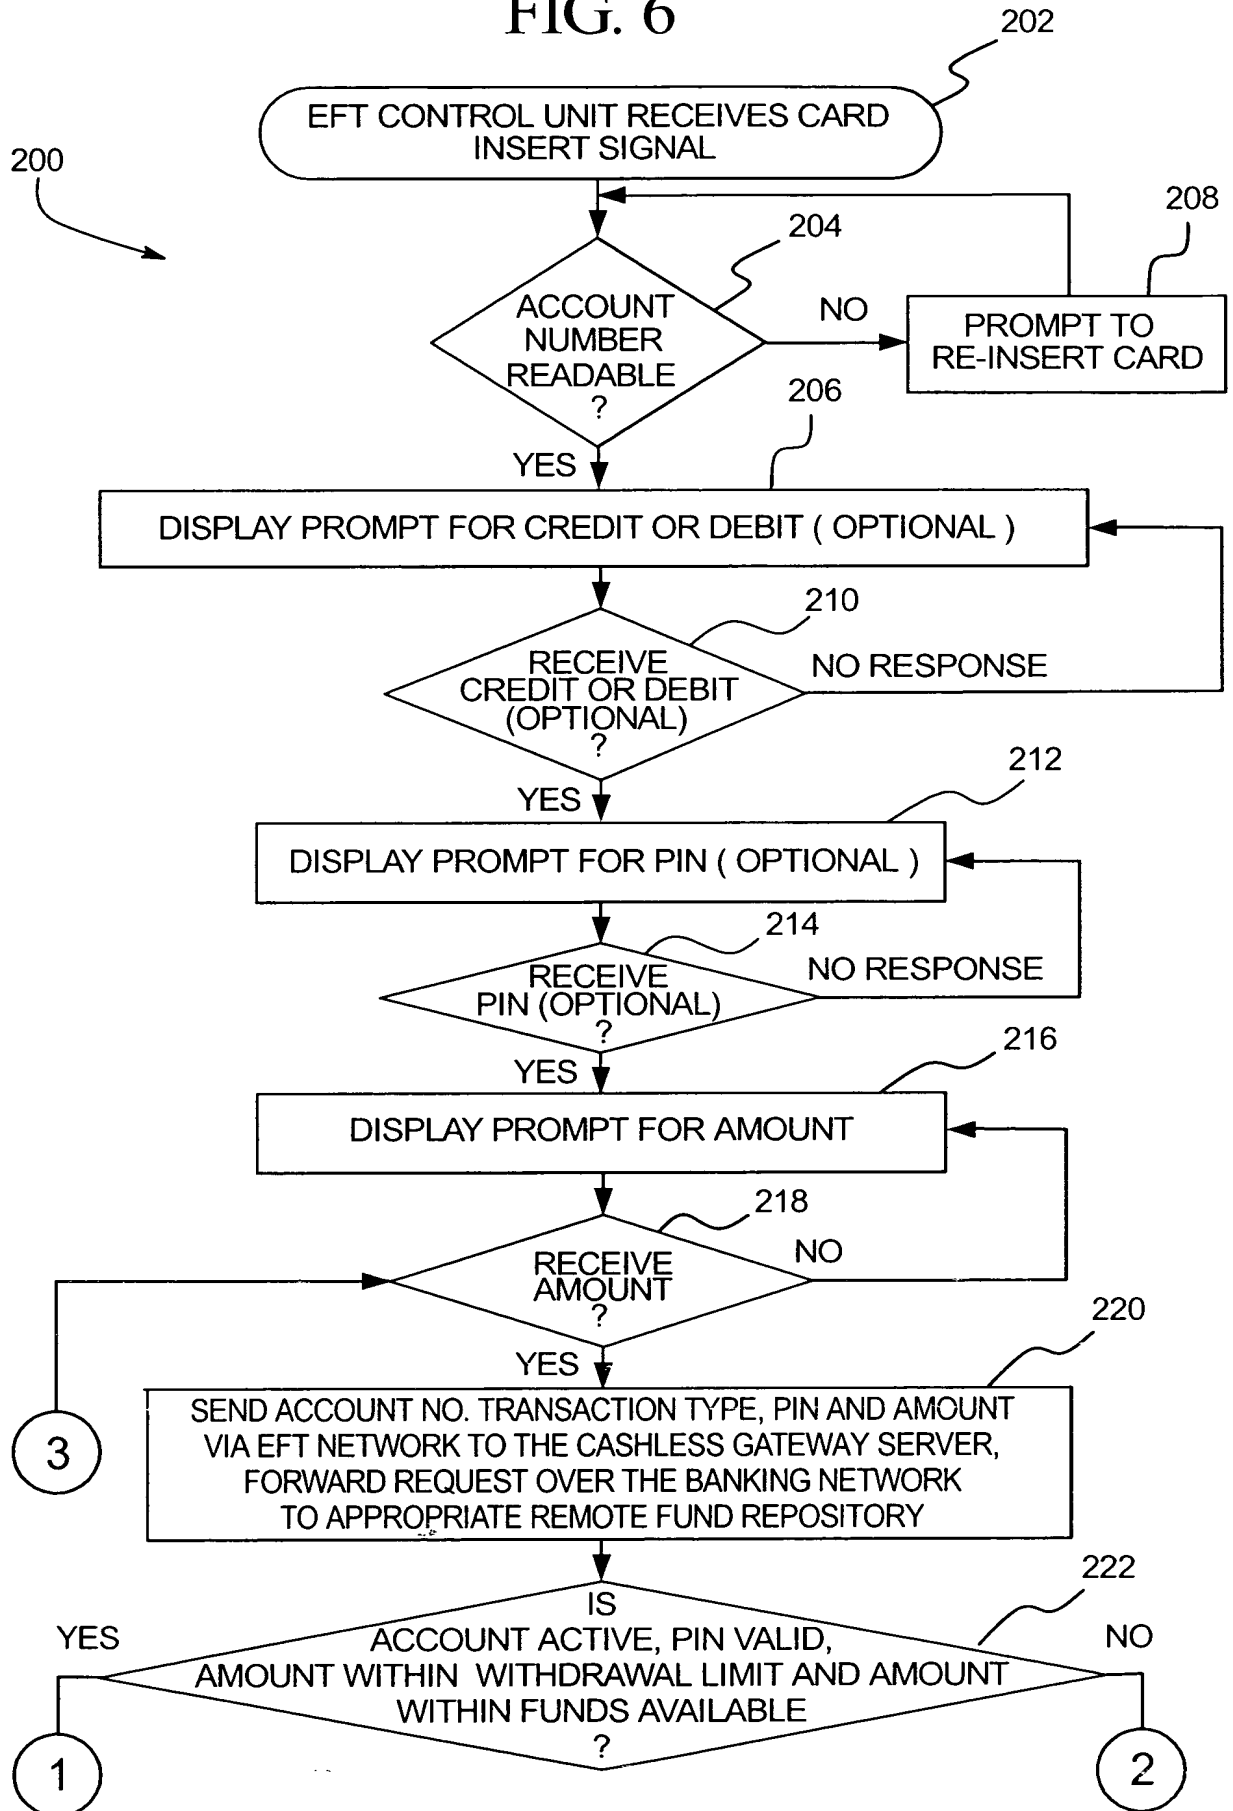 FIG. 6
202
EFT CONTROL UNIT RECEIVES CARD
INSERT SIGNAL
200
208
204
ACCOUNT
NUMBER
READABLE
?
NO
PROMPT TO
RE-INSERT CARD
206
YES
DISPLAY PROMPT FOR CREDIT OR DEBIT ( OPTIONAL )
210
RECEIVE
CREDIT OR DEBIT
(OPTIONAL)
?
NO RESPONSE
212
YES
DISPLAY PROMPT FOR PIN ( OPTIONAL )
214
RECEIVE
PIN (OPTIONAL)
?
NO RESPONSE
216
YES
DISPLAY PROMPT FOR AMOUNT
218
RECEIVE
AMOUNT
?
NO
220
YES
3
SEND ACCOUNT NO. TRANSACTION TYPE, PIN AND AMOUNT
VIA EFT NETWORK TO THE CASHLESS GATEWAY SERVER,
FORWARD REQUEST OVER THE BANKING NETWORK
TO APPROPRIATE REMOTE FUND REPOSITORY
222
YES
IS
ACCOUNT ACTIVE, PIN VALID,
AMOUNT WITHIN WITHDRAWAL LIMIT AND AMOUNT
WITHIN FUNDS AVAILABLE
?
NO
1
2